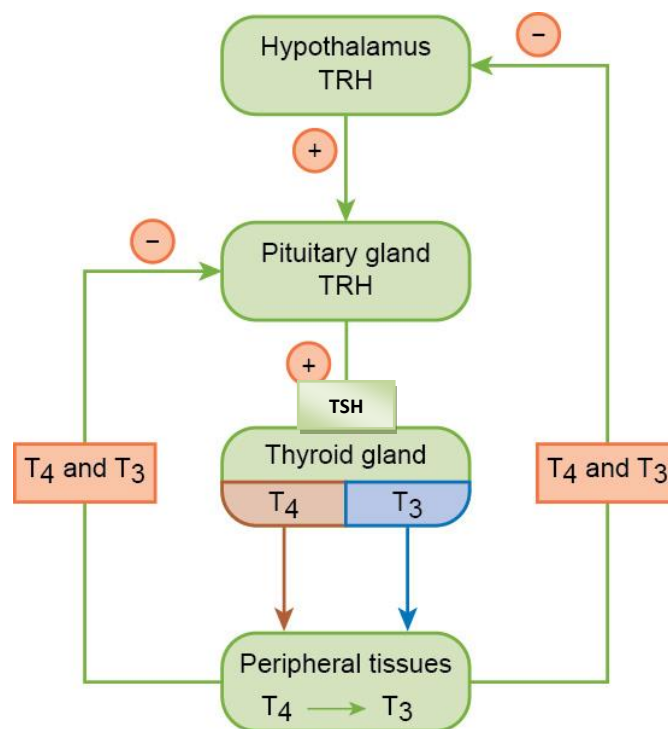 Hypothalamus
TRH
−
+
Pituitary gland
TRH
−
+
TSH
Thyroid gland
T4 T3
T4 and T3
T4 and T3
Peripheral tissues
T4 → T3